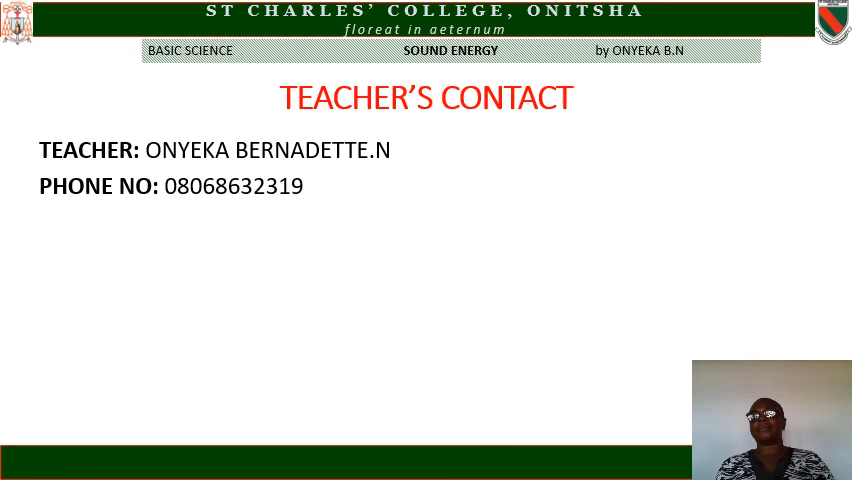 ST CHARLES’ COLLEGE, ONITSHA
floreat in aeternum
BASIC SCIENCE SOUND ENERGY by ONYEKA B.N
TEACHER’S CONTACT
TEACHER: ONYEKA BERNADETTE.N
PHONE NO: 08068632319